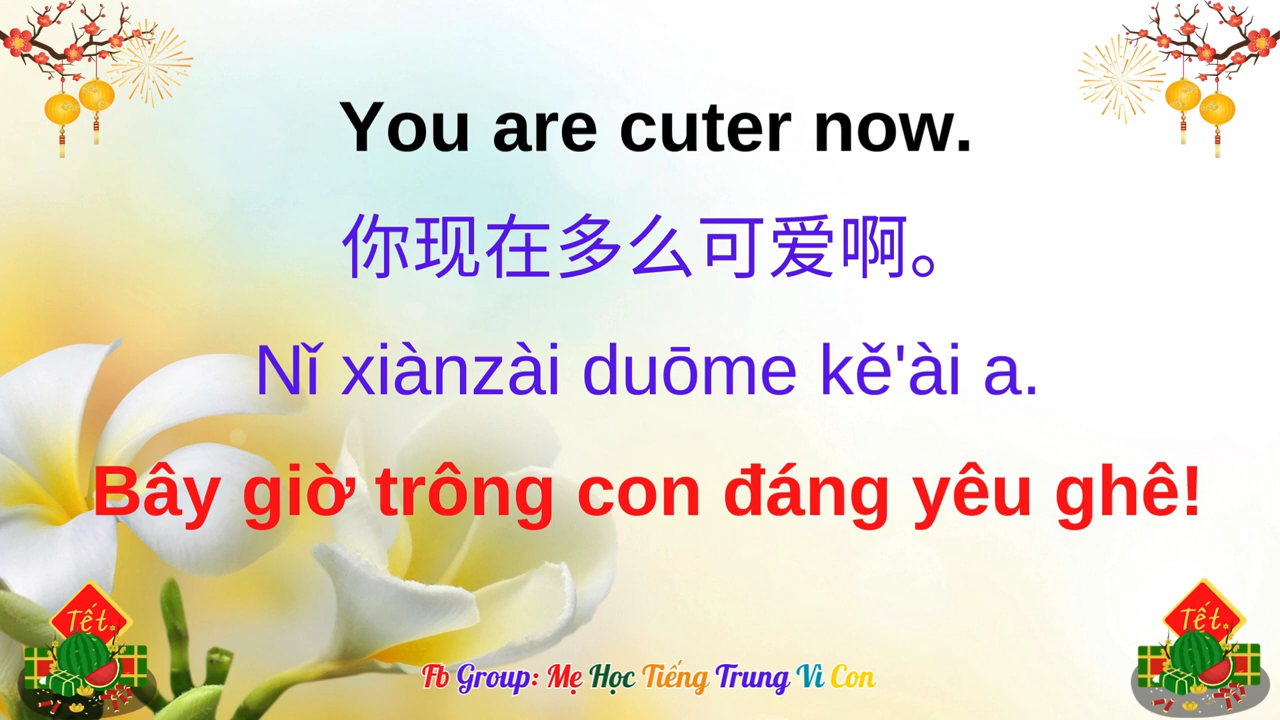 You are cuter now.
你现在多么可爱啊。
Nǐ xiànzài duōme kě'ài a.
Bây giờ trông con đáng yêu ghê!
Tết
Tết
Fb Group: Mẹ Học Tiếng Trung Vì Con